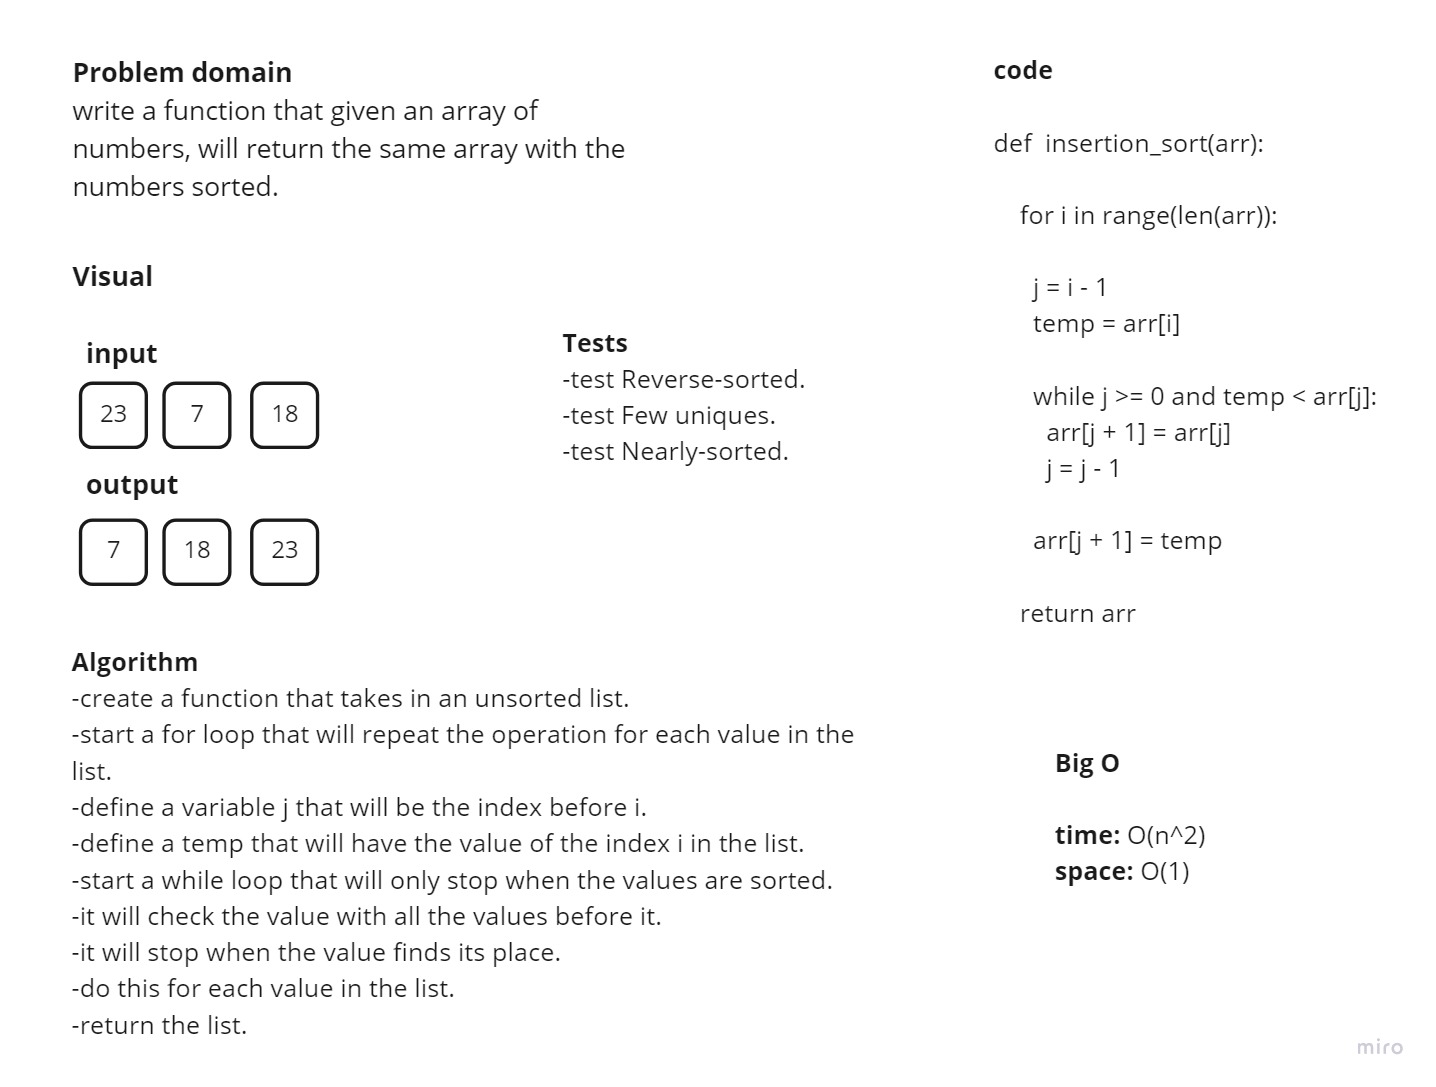 Problem domain
write a function that given an array of
numbers, will return the same array with the
numbers sorted.
Visual
input
23 7 18
output
7 18 23
Tests
-test Reverse-sorted.
-test Few uniques.
-test Nearly-sorted.
Algorithm
-create a function that takes in an unsorted list.
-start a for loop that will repeat the operation for each value in the
list.
-define a variable j that will be the index before i.
-define a temp that will have the value of the index i in the list.
-start a while loop that will only stop when the values are sorted.
-it will check the value with all the values before it.
-it will stop when the value finds its place.
-do this for each value in the list.
-return the list.
code
def  insertion_sort(arr):
    for i in range(len(arr)):
      j = i - 1
      temp = arr[i]
      while j >= 0 and temp < arr[j]:
        arr[j + 1] = arr[j]
        j = j - 1
      arr[j + 1] = temp
    return arr
Big O
time: O(n^2)
space: O(1)
miro